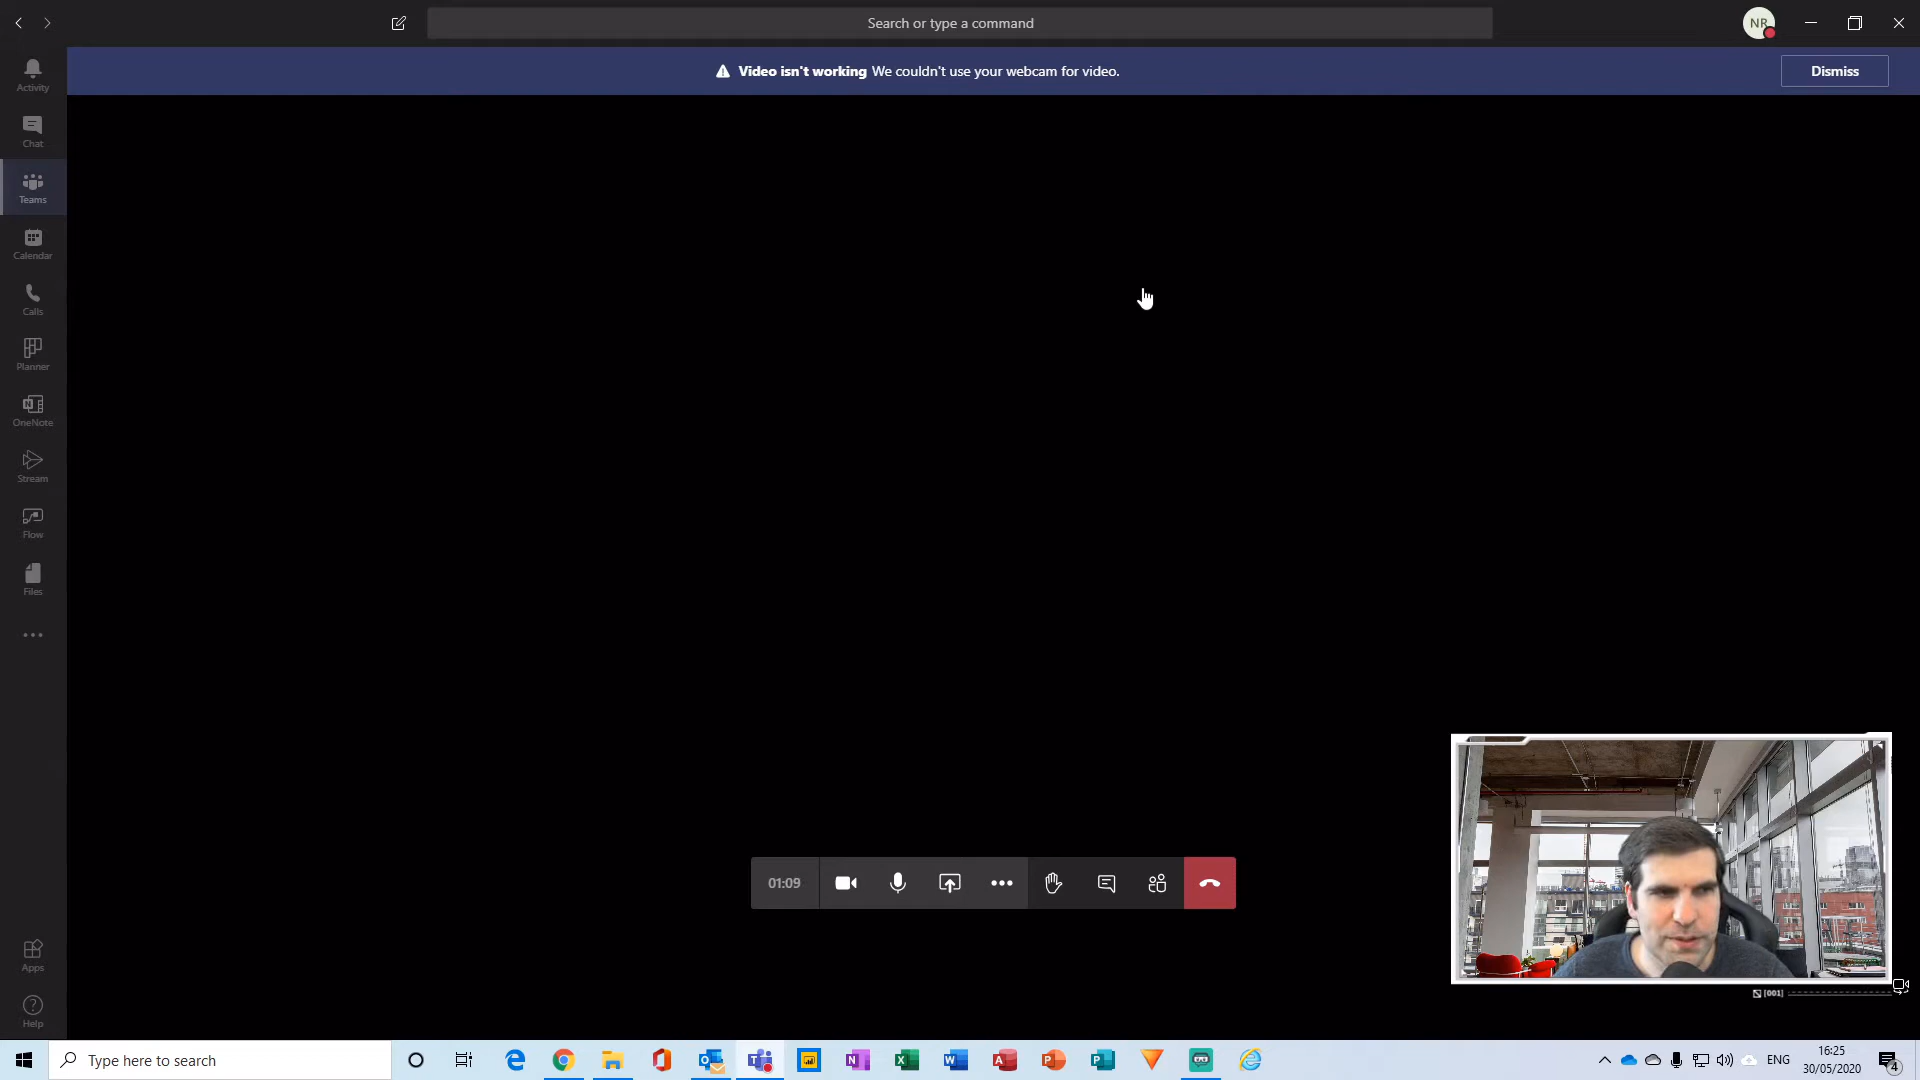 Search or type a command
NR
Video isn't working We couldn't use your webcam for video.
Dismiss
Activity
Chat
Teams
Calendar
Calls
Planner
OneNote
Stream
Flow
Files
01:09
[001]
Apps
Help
Type here to search
ENG
16:25
30/05/2020
4